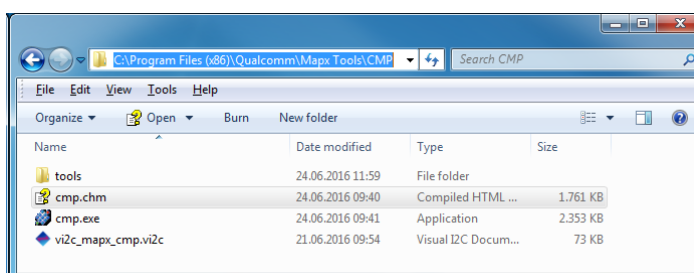 C:\Program Files (x86)\Qualcomm\Mapx Tools\CMP Search CMP
File Edit View Tools Help
Organize Open Burn New folder
Name Date modified Type Size
tools 24.06.2016 11:59 File folder
cmp.chm 24.06.2016 09:40 Compiled HTML ... 1.761 KB
cmp.exe 24.06.2016 09:41 Application 2.353 KB
vi2c_mapx_cmp.vi2c 21.06.2016 09:54 Visual I2C Docum... 73 KB